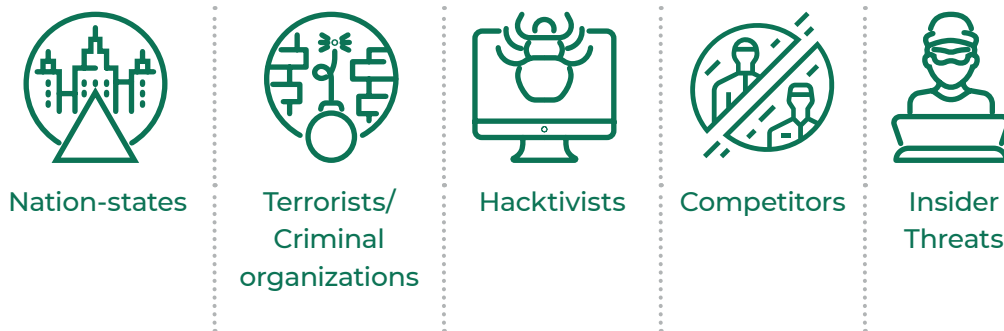 Nation-states
Terrorists/
Criminal
organizations
Hacktivists
Competitors
Insider
Threats